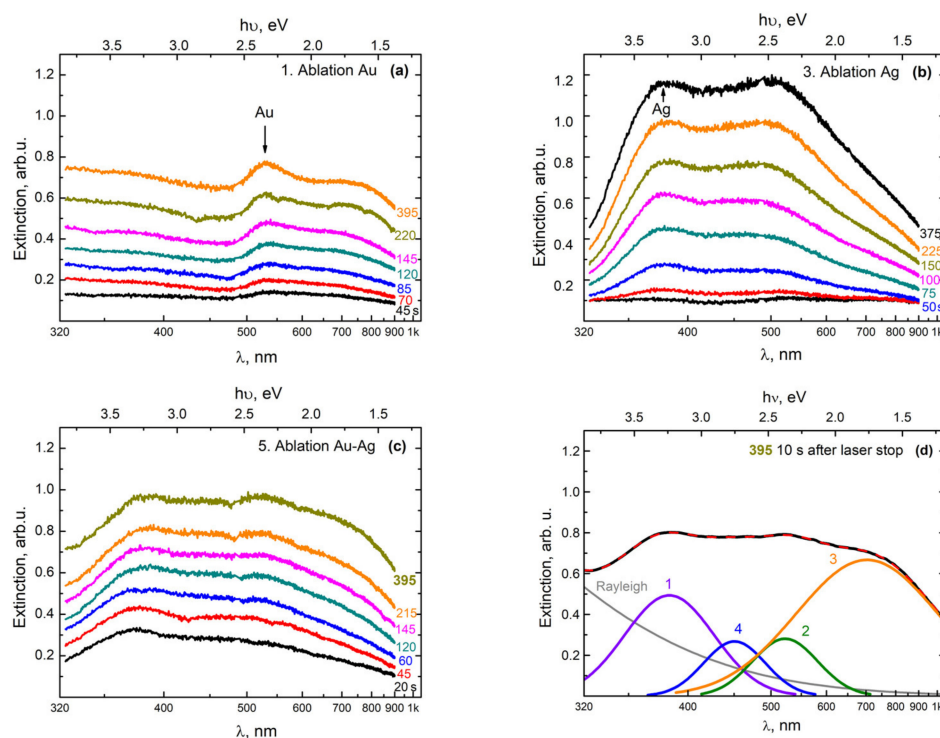 hυ, eV
3.5 3.0 2.5 2.0 1.5
1. Ablation Au (a)
Au
Extinction, arb.u.
1.2
1.0
0.8
0.6
0.4
0.2
395
220
145
120
85
70
45 s
320 400 500 600 700 800 900 1k
λ, nm
hυ, eV
3.5 3.0 2.5 2.0 1.5
3. Ablation Ag (b)
Ag
Extinction, arb.u.
1.2
1.0
0.8
0.6
0.4
0.2
375
225
150
100
75
50s
320 400 500 600 700 800 900 1k
λ, nm
hυ, eV
3.5 3.0 2.5 2.0 1.5
5. Ablation Au-Ag (c)
Extinction, arb.u.
1.2
1.0
0.8
0.6
0.4
0.2
395
215
145
120
60
45
20 s
320 400 500 600 700 800 900 1k
λ, nm
hν, eV
3.5 3.0 2.5 2.0 1.5
(d)
395 10 s after laser stop
Extinction, arb. u.
1.2
1.0
0.8
0.6
0.4
0.2
Rayleigh
1
4
2
3
320 400 500 600 700 800 900 1k
λ, nm